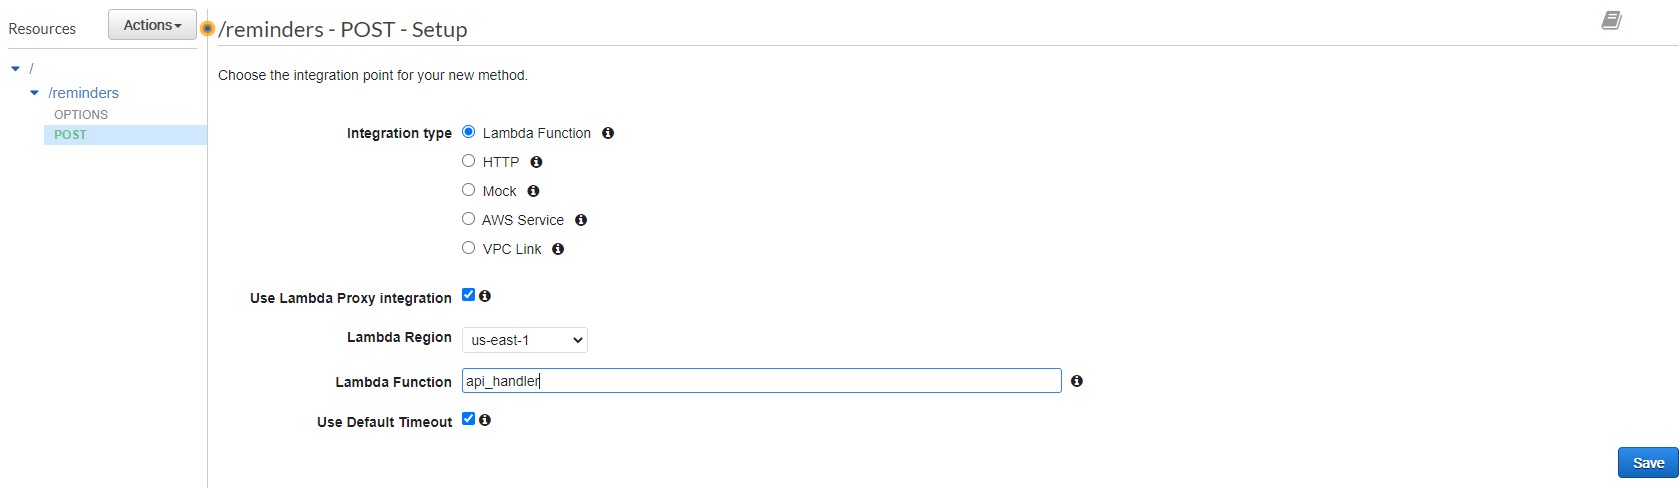 Resources
Actions
/reminders - POST - Setup
/
/reminders
OPTIONS
POST
Choose the integration point for your new method.
Integration type
Lambda Function
HTTP
Mock
AWS Service
VPC Link
Use Lambda Proxy integration
Lambda Region us-east-1
Lambda Function api_handler
Use Default Timeout
Save